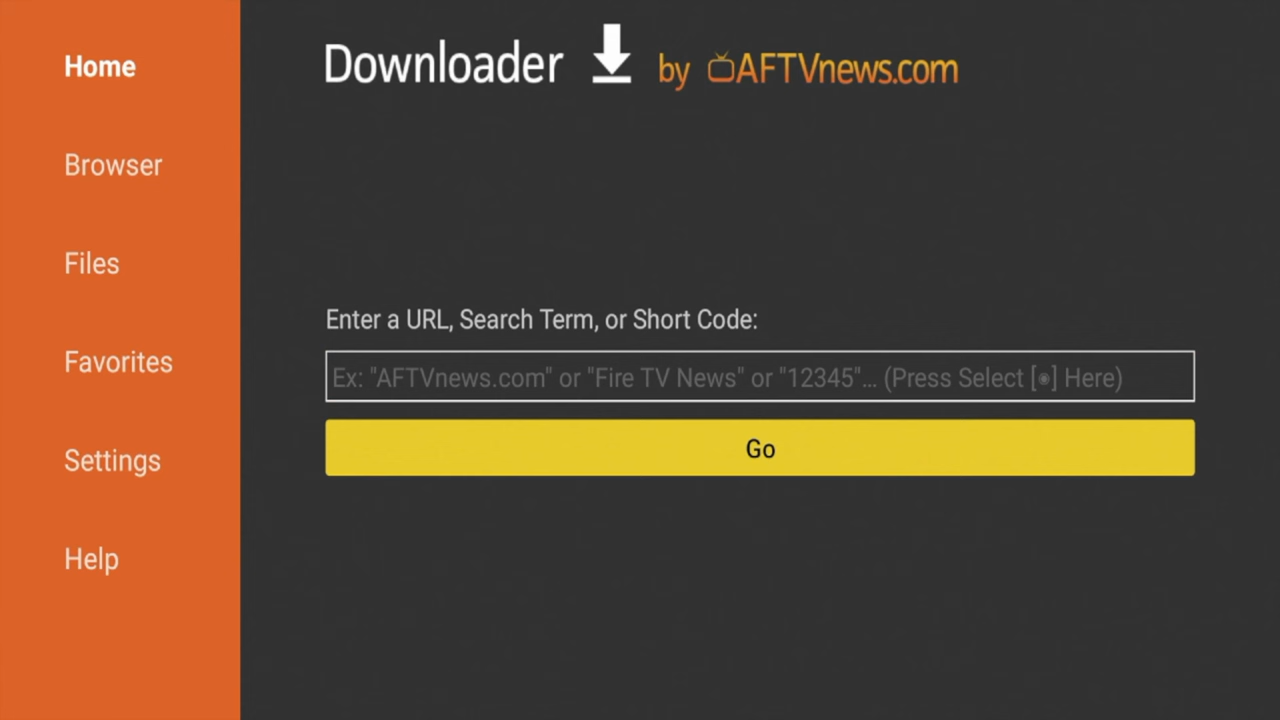 Home
Browser
Files
Favorites
Settings
Help
Downloader by AFTVnews.com
Enter a URL, Search Term, or Short Code:
Ex: "AFTVnews.com" or "Fire TV News" or "12345"... (Press Select [◉] Here)
Go